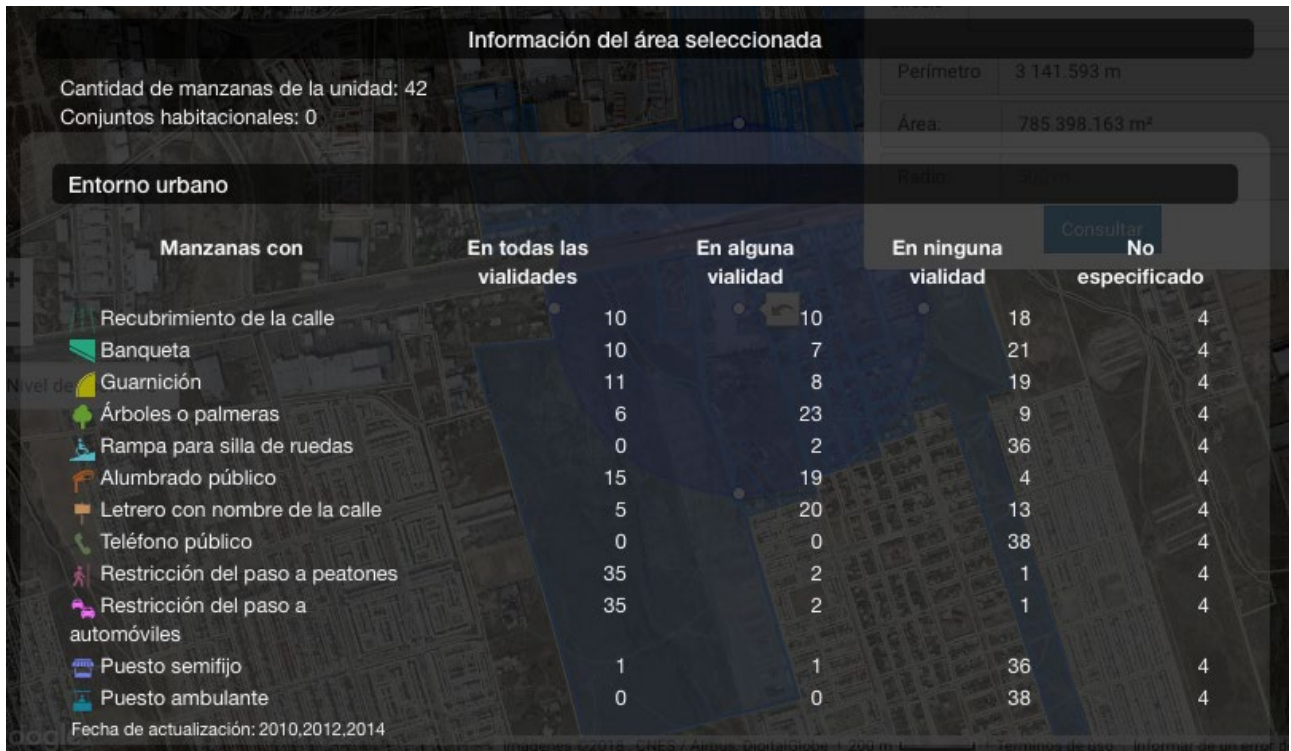 Información del área seleccionada
Cantidad de manzanas de la unidad: 42
Conjuntos habitacionales: 0
Perímetro 3 141.593 m
Área: 785 398.163 m²
Radio:
Consultar
Entorno urbano
Manzanas con En todas las vialidades En alguna vialidad En ninguna vialidad No especificado
Recubrimiento de la calle 10 10 18 4
Banqueta 10 7 21 4
Nivel de
Guarnición 11 8 19 4
Árboles o palmeras 6 23 9 4
Rampa para silla de ruedas 0 2 36 4
Alumbrado público 15 19 4 4
Letrero con nombre de la calle 5 20 13 4
Teléfono público 0 0 38 4
Restricción del paso a peatones 35 2 1 4
Restricción del paso a automóviles 35 2 1 4
Puesto semifijo 1 1 36 4
Puesto ambulante 0 0 38 4
Fecha de actualización: 2010,2012,2014
200 m